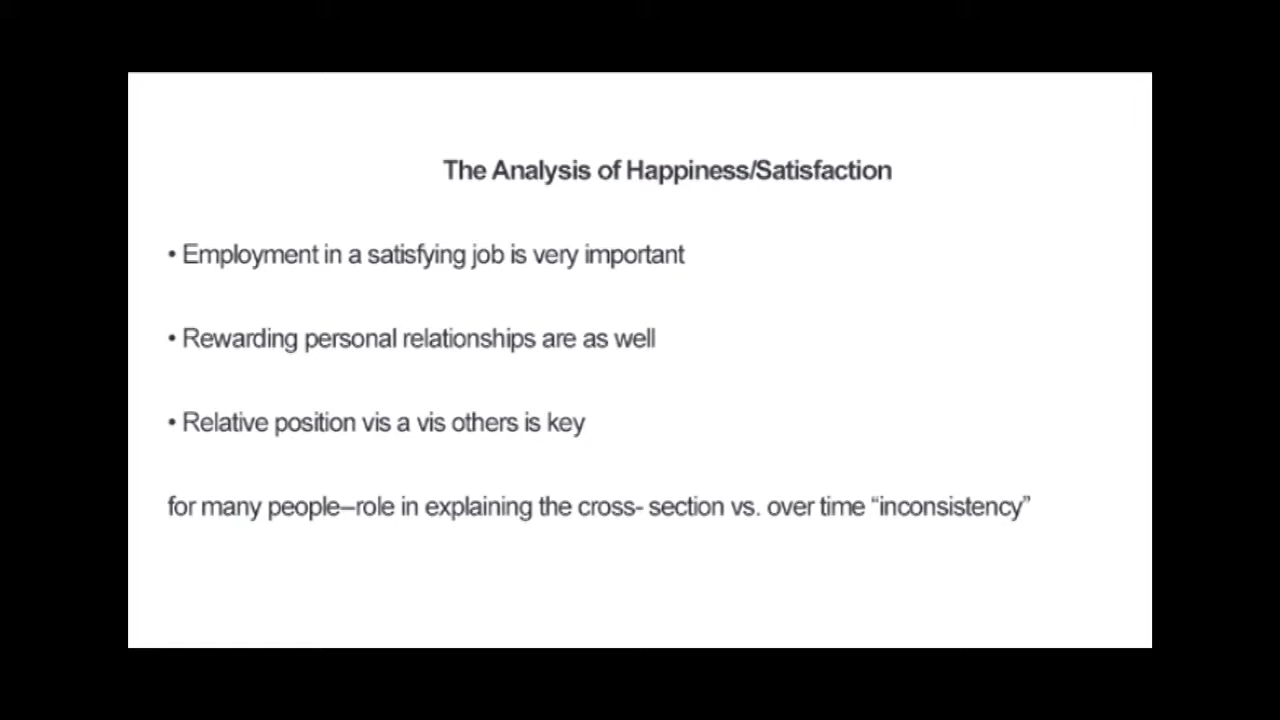 The Analysis of Happiness/Satisfaction
• Employment in a satisfying job is very important
• Rewarding personal relationships are as well
• Relative position vis a vis others is key
for many people–role in explaining the cross- section vs. over time “inconsistency”